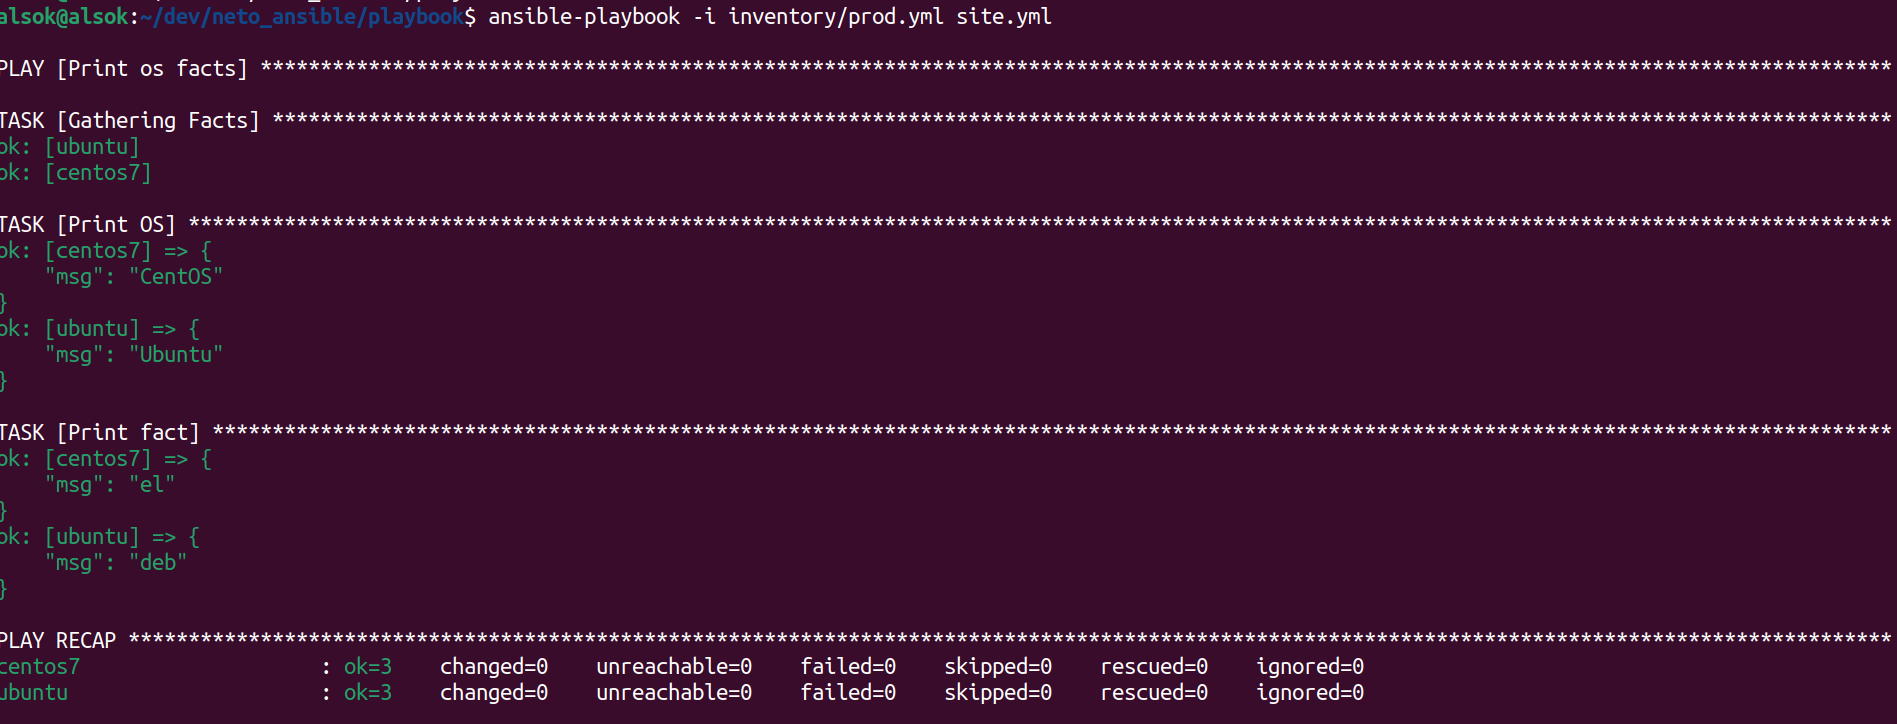 alsok@alsok:~/dev/neto_ansible/playbook$ ansible-playbook -i inventory/prod.yml site.yml
PLAY [Print os facts] ****************************************************************************************************************************************
TASK [Gathering Facts] ***************************************************************************************************************************************
ok: [ubuntu]
ok: [centos7]
TASK [Print OS] **********************************************************************************************************************************************
ok: [centos7] => {
    "msg": "CentOS"
}
ok: [ubuntu] => {
    "msg": "Ubuntu"
}
TASK [Print fact] ********************************************************************************************************************************************
ok: [centos7] => {
    "msg": "el"
}
ok: [ubuntu] => {
    "msg": "deb"
}
PLAY RECAP ***************************************************************************************************************************************************
centos7                    : ok=3    changed=0    unreachable=0    failed=0    skipped=0    rescued=0    ignored=0
ubuntu                     : ok=3    changed=0    unreachable=0    failed=0    skipped=0    rescued=0    ignored=0